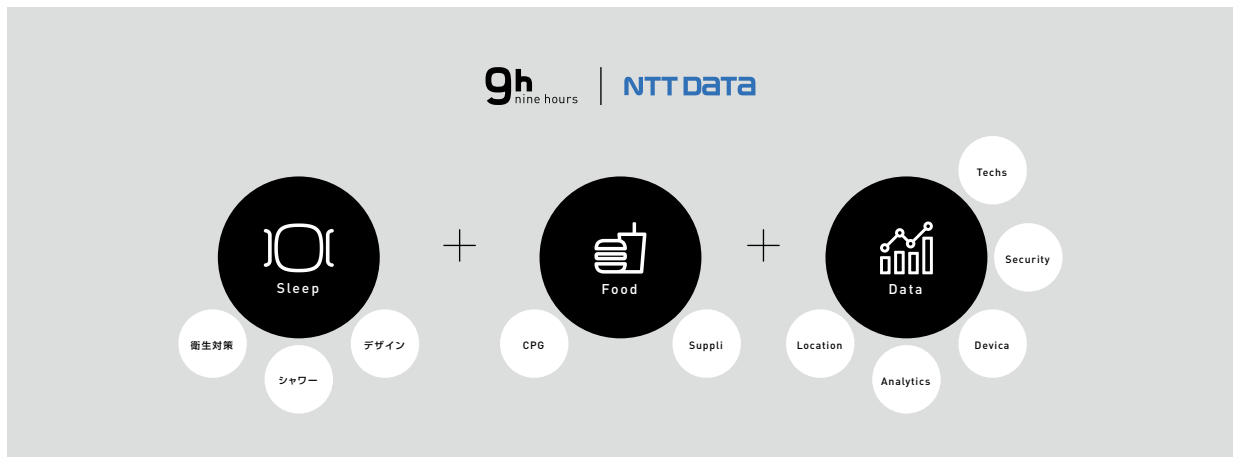 9h
nine hours
NTT DATA
Sleep
衛生対策
シャワー
デザイン
Food
CPG
Suppli
Data
Techs
Security
Devica
Analytics
Location